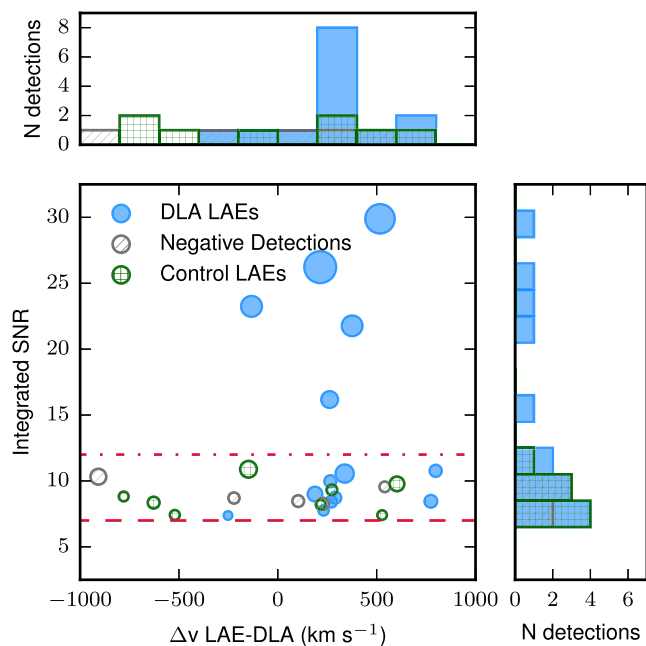 8
6
4
2
0
N detections
30
25
20
15
10
5
Integrated SNR
DLA LAEs
Negative Detections
Control LAEs
−1000 −500 0 500 1000
Δv LAE-DLA (km s⁻¹)
0 2 4 6
N detections